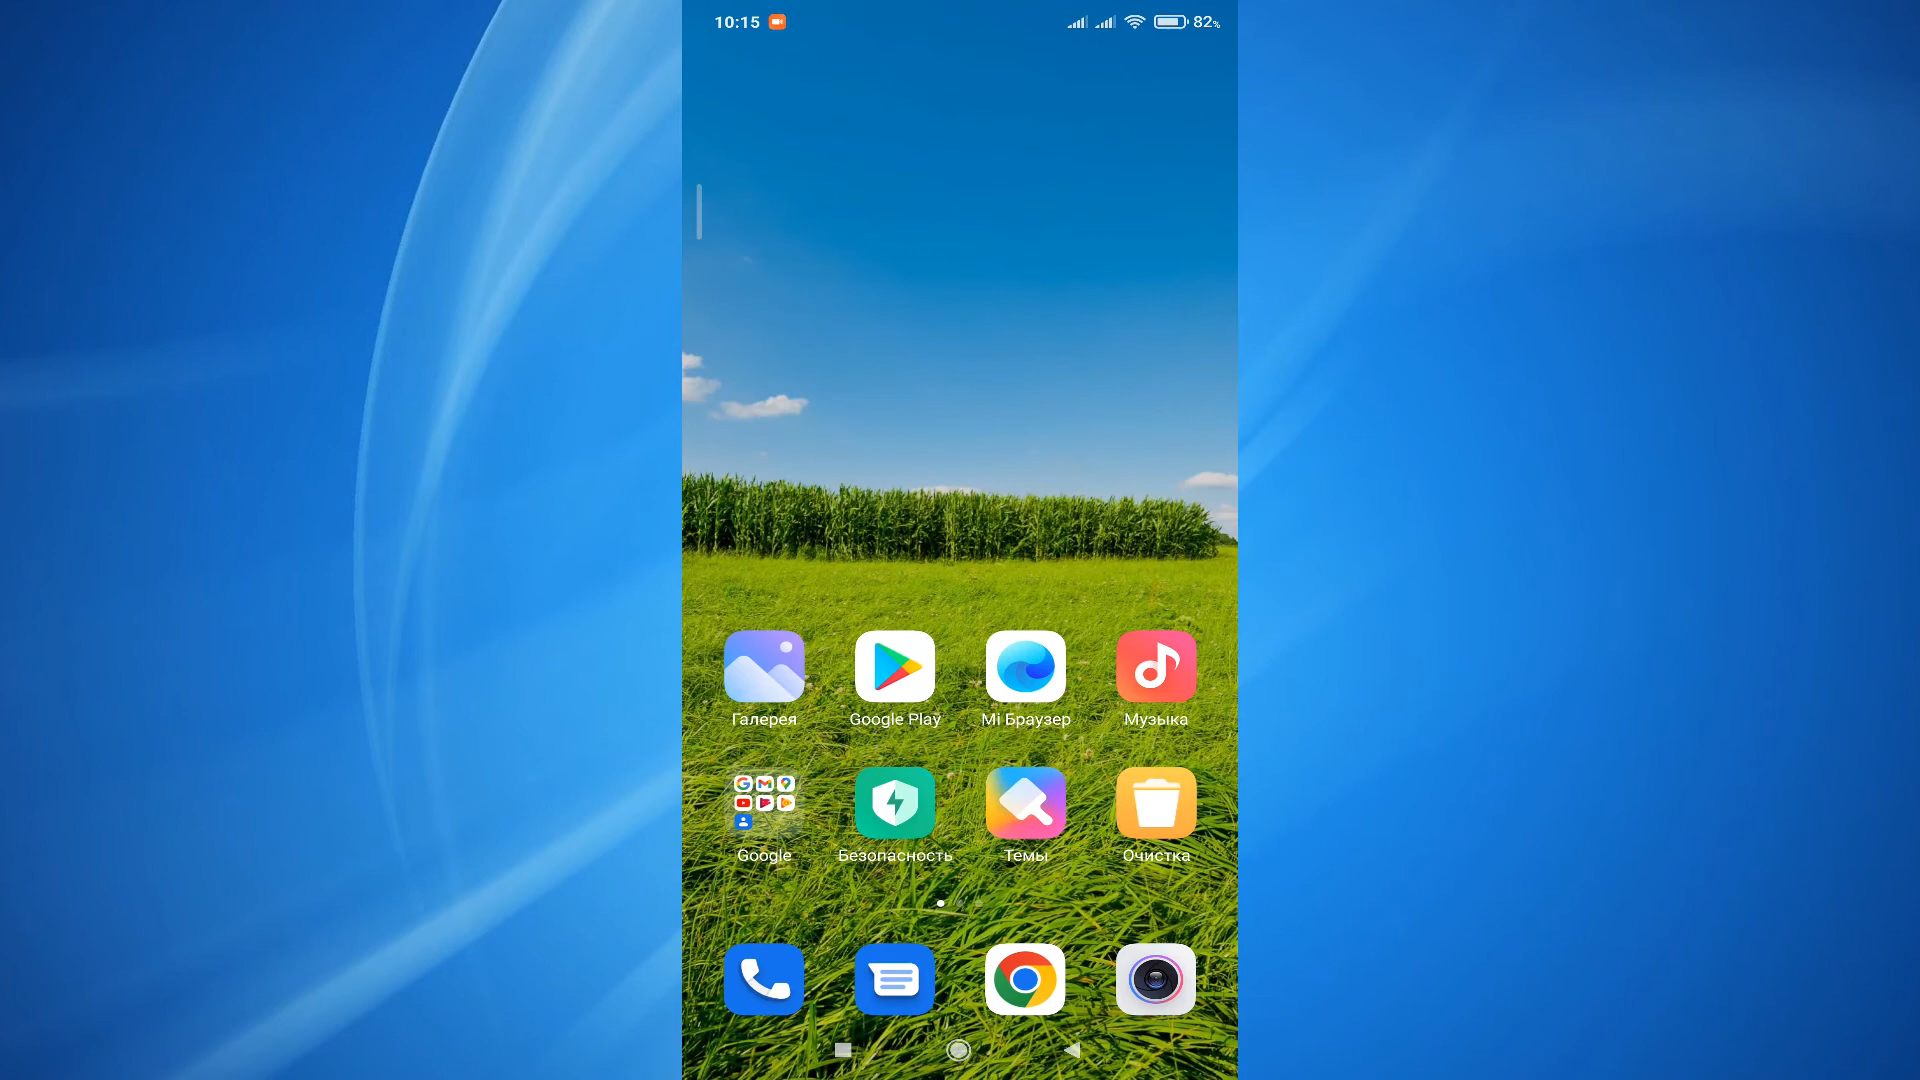 10:15 82%
Галерея Google Play Mi Браузер Музыка
Google Безопасность Темы Очистка